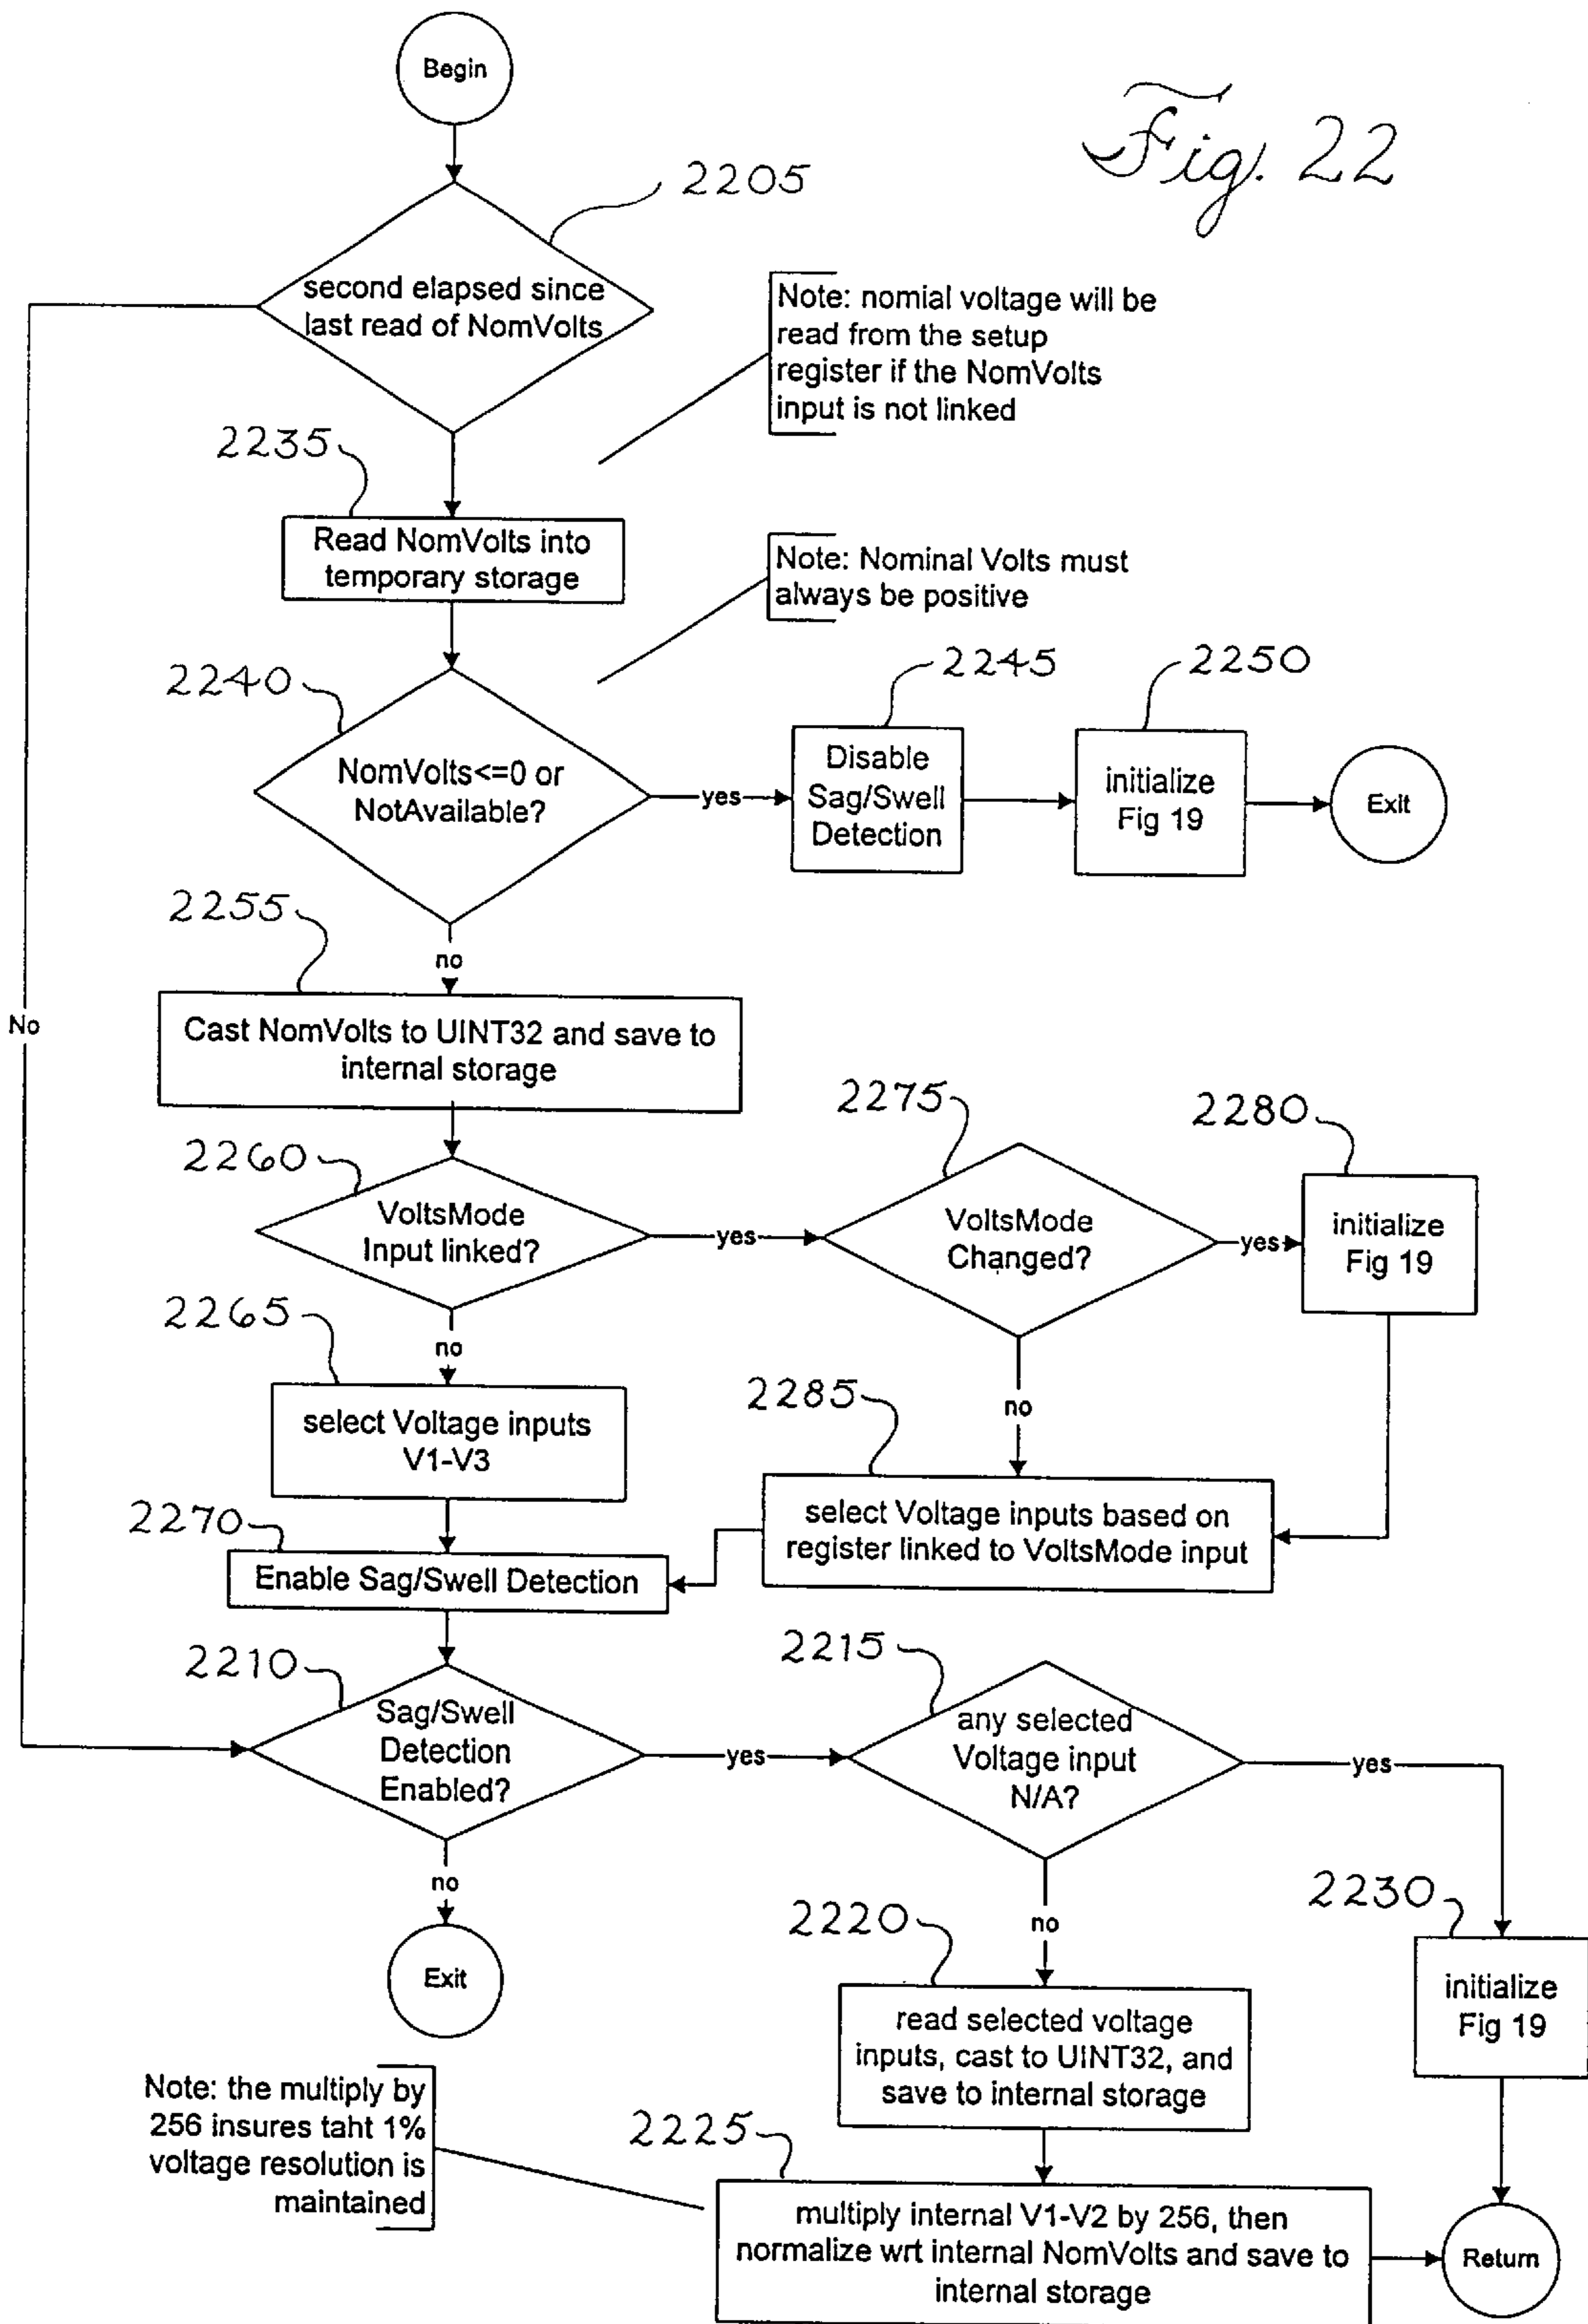 Begin
Fig. 22
2205
second elapsed since
last read of NomVolts
Note: nomial voltage will be
read from the setup
register if the NomVolts
input is not linked
2235
Read NomVolts into
temporary storage
Note: Nominal Volts must
always be positive
2240
NomVolts<=0 or
NotAvailable?
yes
2245
Disable
Sag/Swell
Detection
2250
initialize
Fig 19
Exit
no
2255
No
Cast NomVolts to UINT32 and save to
internal storage
2260
VoltsMode
Input linked?
yes
2275
VoltsMode
Changed?
yes
2280
initialize
Fig 19
no
2265
select Voltage inputs
V1-V3
no
2285
select Voltage inputs based on
register linked to VoltsMode input
2270
Enable Sag/Swell Detection
2210
Sag/Swell
Detection
Enabled?
yes
2215
any selected
Voltage input
N/A?
yes
no
Exit
no
2220
read selected voltage
inputs, cast to UINT32, and
save to internal storage
2230
initialize
Fig 19
Note: the multiply by
256 insures taht 1%
voltage resolution is
maintained
2225
multiply internal V1-V2 by 256, then
normalize wrt internal NomVolts and save to
internal storage
Return